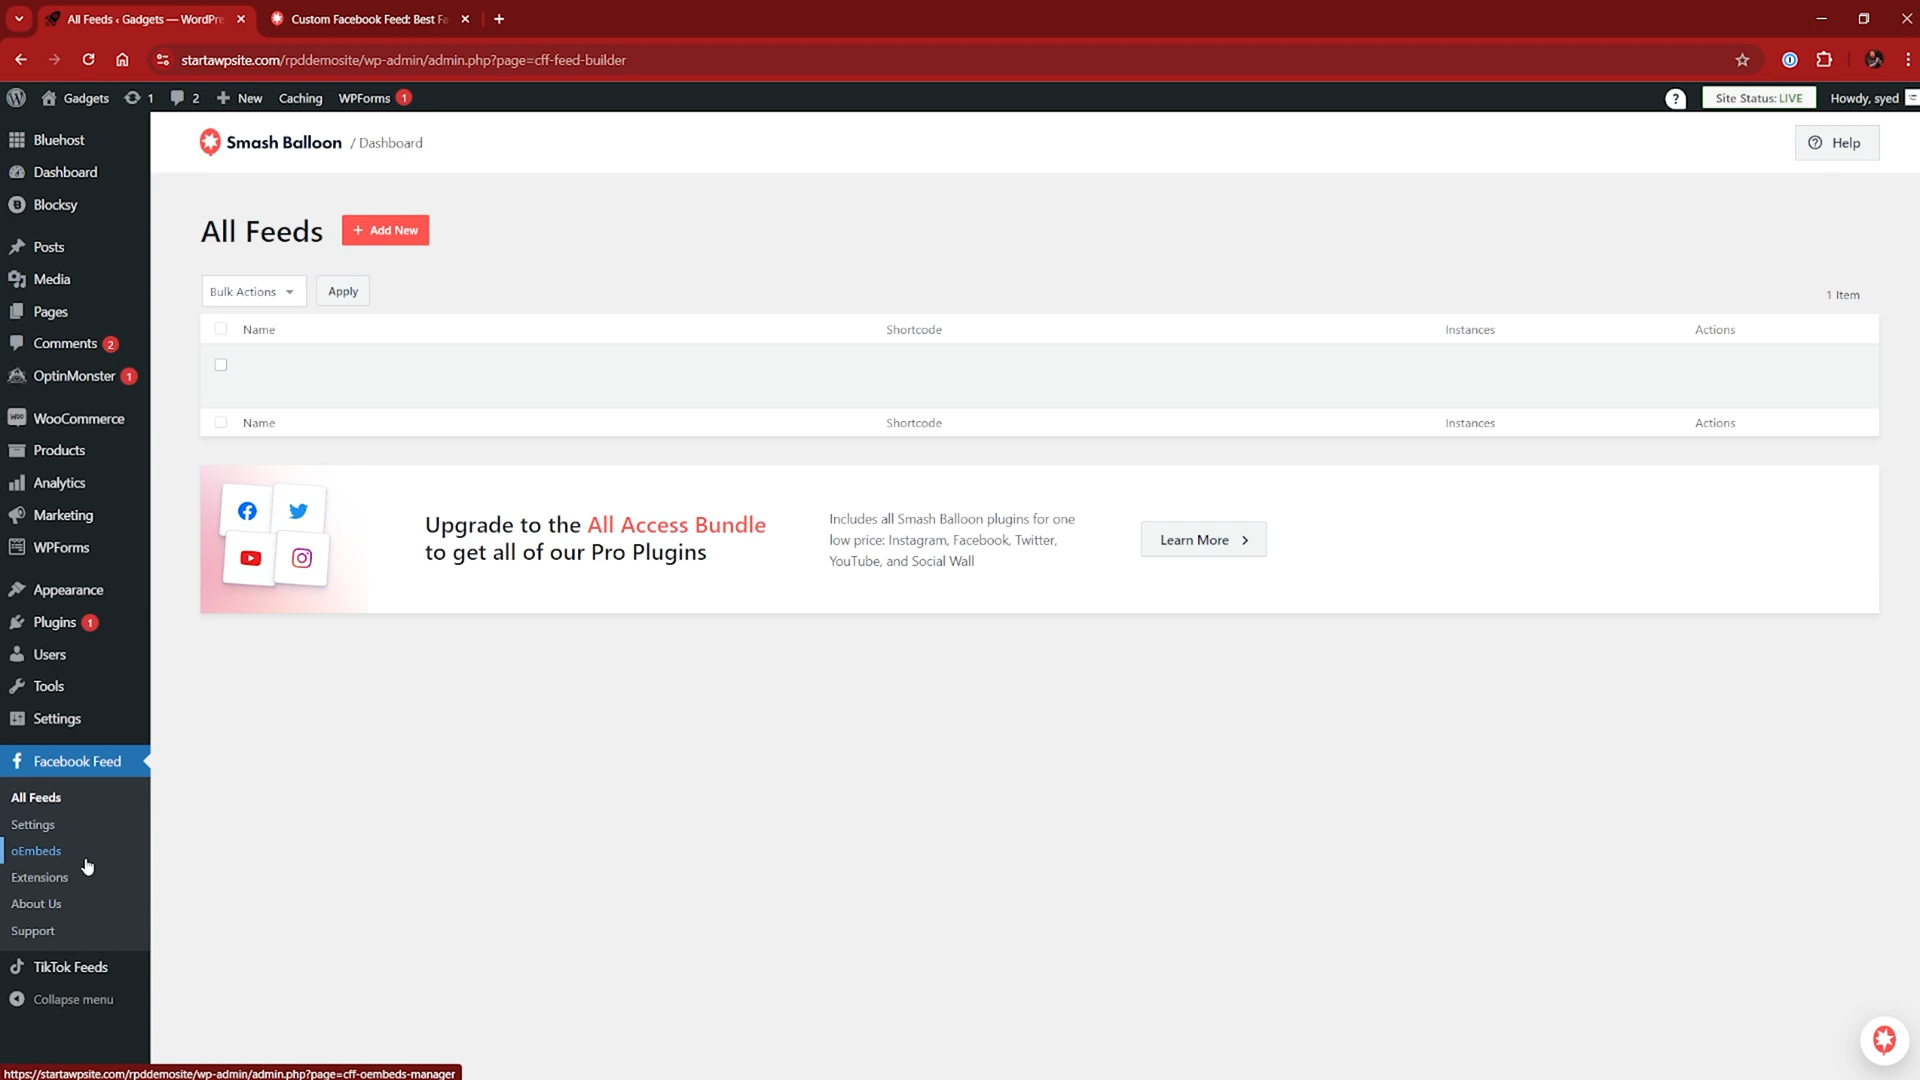 All Feeds ‹ Gadgets — WordPre
Custom Facebook Feed: Best Fa
startawpsite.com/rpddemosite/wp-admin/admin.php?page=cff-feed-builder
Gadgets 1 2 New Caching WPForms 1
? Site Status: LIVE Howdy, syed
Bluehost
Dashboard
Blocksy
Posts
Media
Pages
Comments 2
OptinMonster 1
WooCommerce
Products
Analytics
Marketing
WPForms
Appearance
Plugins 1
Users
Tools
Settings
Facebook Feed
All Feeds
Settings
oEmbeds
Extensions
About Us
Support
TikTok Feeds
Collapse menu
Smash Balloon / Dashboard
Help
All Feeds + Add New
Bulk Actions Apply
1 Item
Name Shortcode Instances Actions
Name Shortcode Instances Actions
Upgrade to the All Access Bundle
to get all of our Pro Plugins
Includes all Smash Balloon plugins for one
low price: Instagram, Facebook, Twitter,
YouTube, and Social Wall
Learn More
https://startawpsite.com/rpddemosite/wp-admin/admin.php?page=cff-oembeds-manager